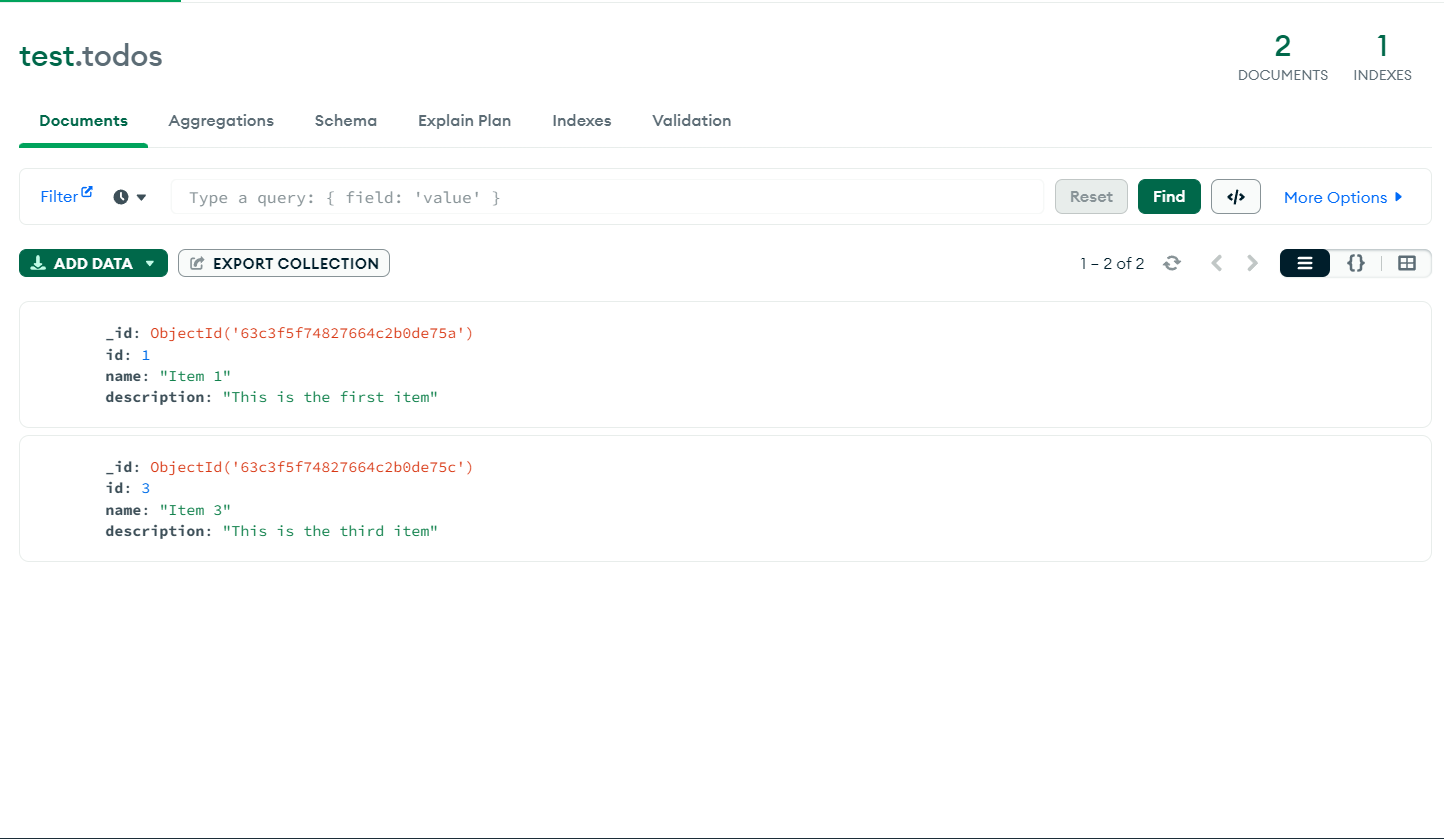 test.todos
2 DOCUMENTS
1 INDEXES
Documents Aggregations Schema Explain Plan Indexes Validation
Filter Type a query: { field: 'value' } Reset Find </> More Options
ADD DATA EXPORT COLLECTION 1 – 2 of 2 {}
_id: ObjectId('63c3f5f74827664c2b0de75a')
id: 1
name: "Item 1"
description: "This is the first item"
_id: ObjectId('63c3f5f74827664c2b0de75c')
id: 3
name: "Item 3"
description: "This is the third item"